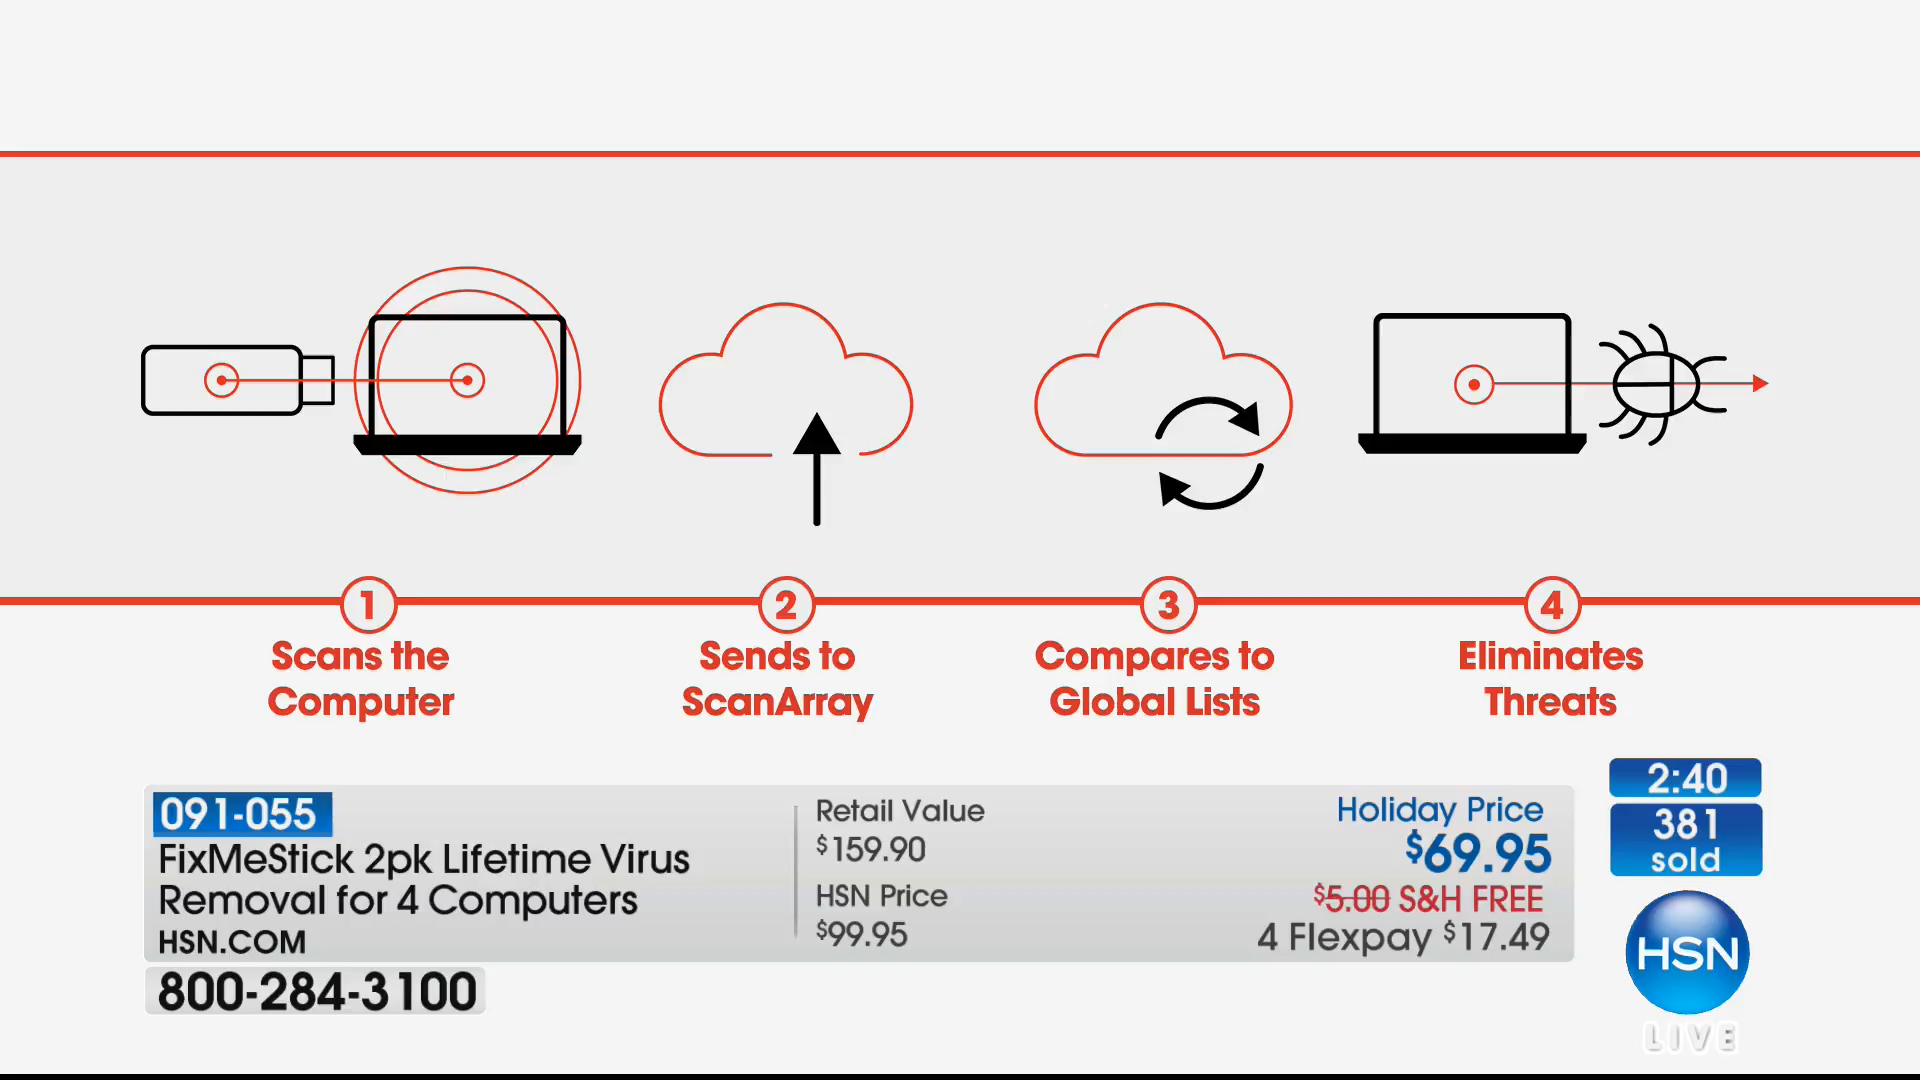 1
Scans the
Computer
2
Sends to
ScanArray
3
Compares to
Global Lists
4
Eliminates
Threats
091-055
FixMeStick 2pk Lifetime Virus
Removal for 4 Computers
HSN.COM
800-284-3100
Retail Value
$159.90
HSN Price
$99.95
Holiday Price
$69.95
$5.00 S&H FREE
4 Flexpay $17.49
2:40
381
sold
HSN
LIVE